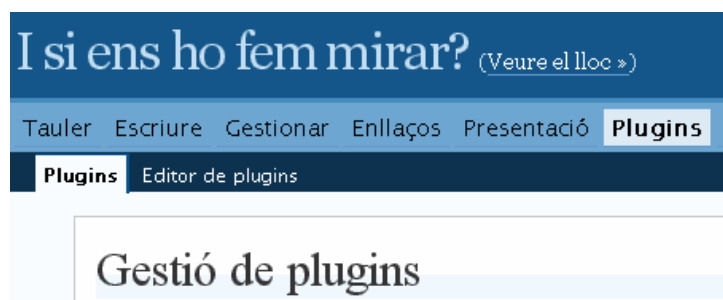 I si ens ho fem mirar? (Veure el lloc »)
Tauler Escriure Gestionar Enllaços Presentació Plugins
Plugins Editor de plugins
Gestió de plugins